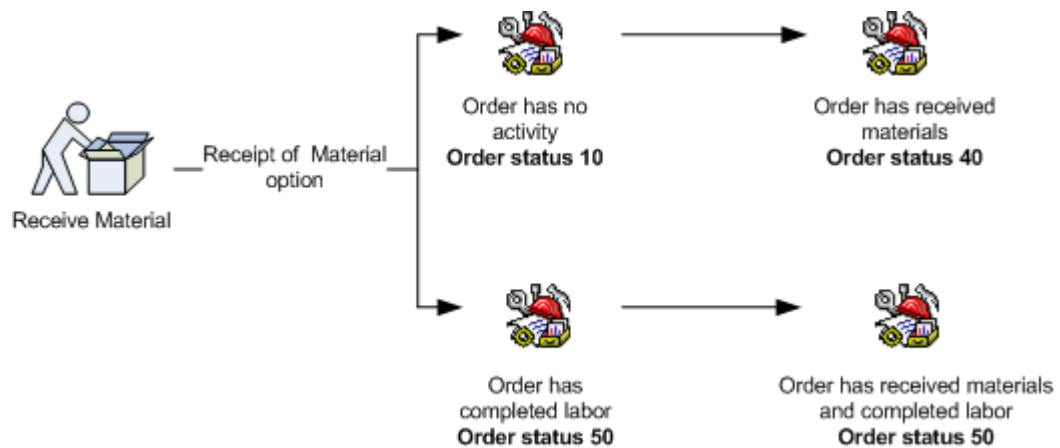 Receive Material
Receipt of Material
option
Order has no
activity
Order status 10
Order has received
materials
Order status 40
Order has
completed labor
Order status 50
Order has received materials
and completed labor
Order status 50